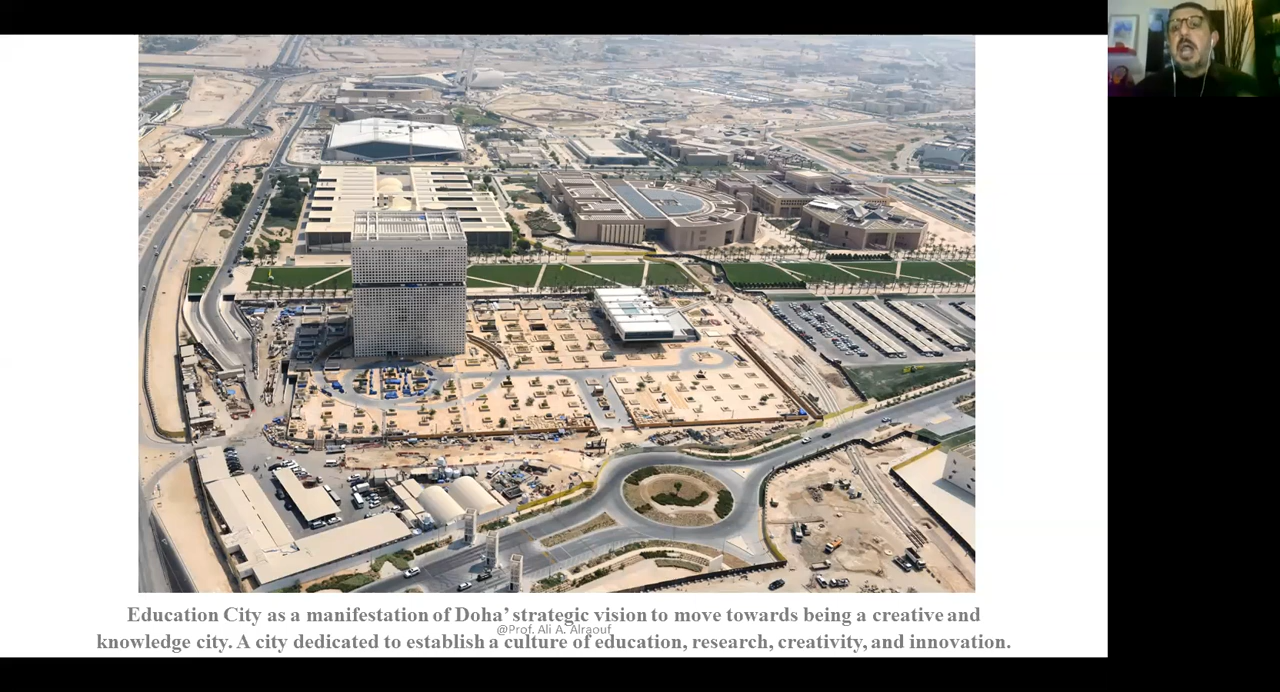 Education City as a manifestation of Doha’ strategic vision to move towards being a creative and
@Prof. Ali A. Alraouf
knowledge city. A city dedicated to establish a culture of education, research, creativity, and innovation.